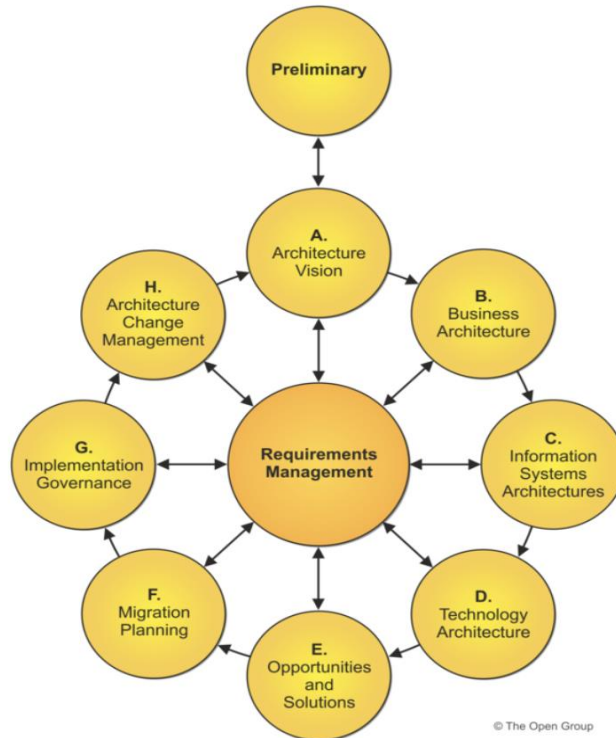 Preliminary
A.
Architecture
Vision
B.
Business
Architecture
C.
Information
Systems
Architectures
D.
Technology
Architecture
E.
Opportunities
and
Solutions
F.
Migration
Planning
G.
Implementation
Governance
H.
Architecture
Change
Management
Requirements
Management
© The Open Group